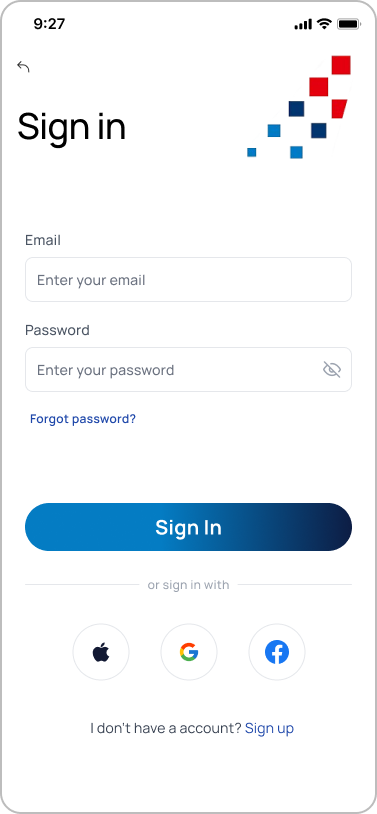 9:27
Sign in
Email
Enter your email
Password
Enter your password
Forgot password?
Sign In
or sign in with
I don't have a account? Sign up